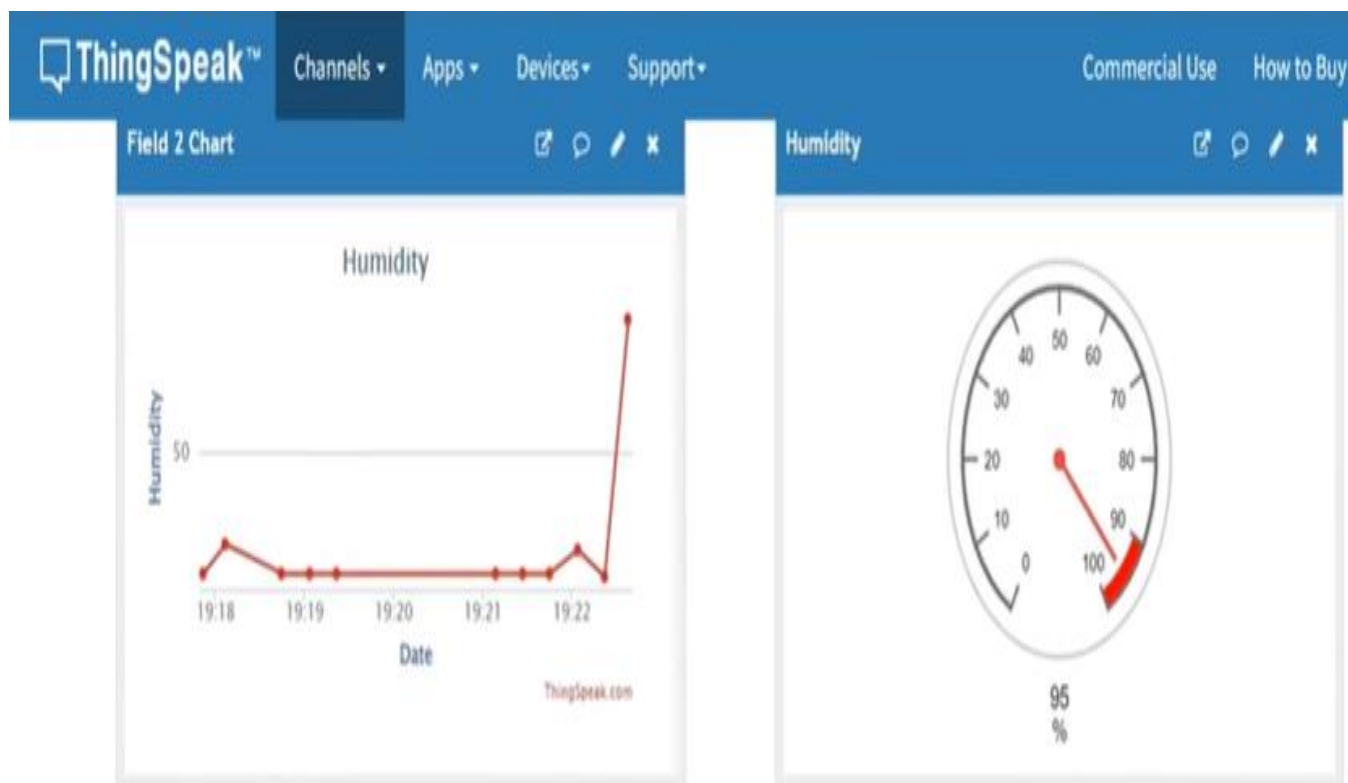 ThingSpeak™ Channels Apps Devices Support Commercial Use How to Buy
Field 2 Chart
Humidity
Humidity
50
19:18 19:19 19:20 19:21 19:22
Date
ThingSpeak.com
Humidity
0
10
20
30
40
50
60
70
80
90
100
95
%